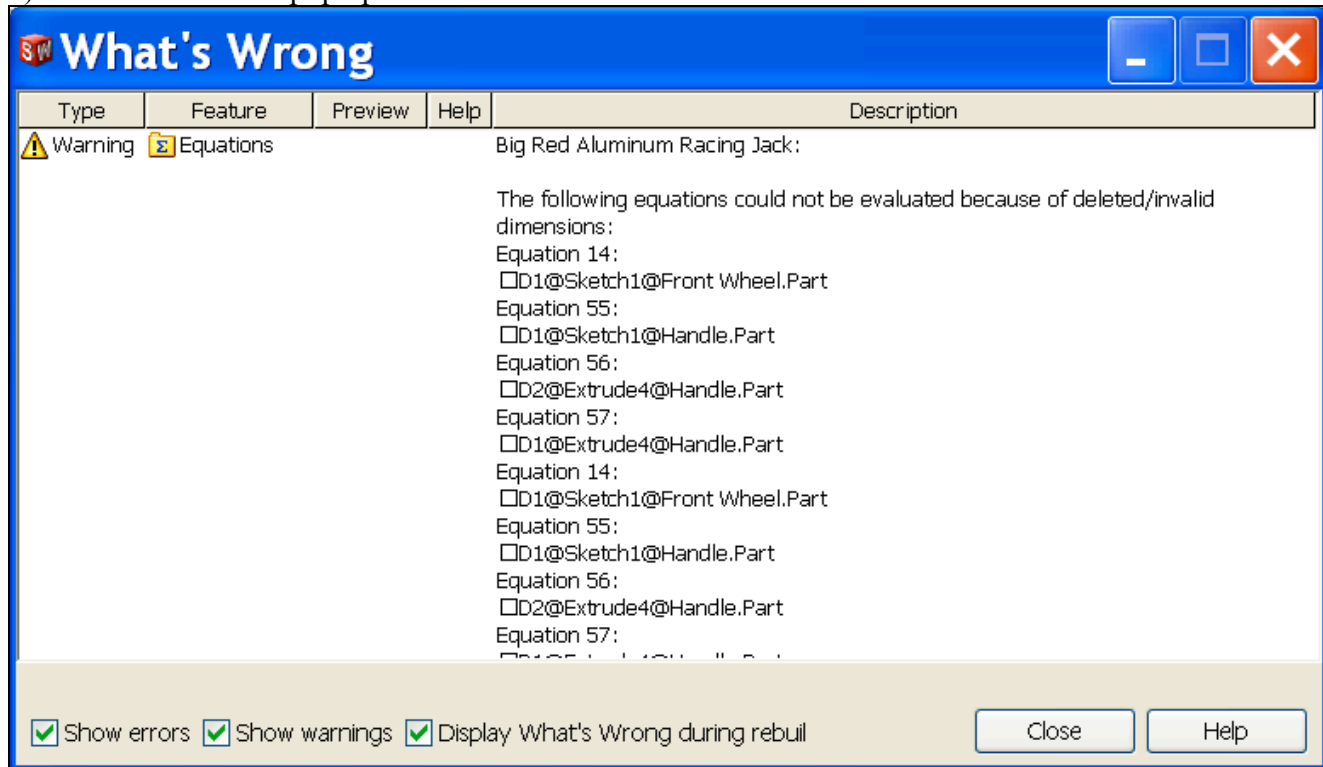 What's Wrong
Type Feature Preview Help Description
Warning Equations Big Red Aluminum Racing Jack:
The following equations could not be evaluated because of deleted/invalid
dimensions:
Equation 14:
□D1@Sketch1@Front Wheel.Part
Equation 55:
□D1@Sketch1@Handle.Part
Equation 56:
□D2@Extrude4@Handle.Part
Equation 57:
□D1@Extrude4@Handle.Part
Equation 14:
□D1@Sketch1@Front Wheel.Part
Equation 55:
□D1@Sketch1@Handle.Part
Equation 56:
□D2@Extrude4@Handle.Part
Equation 57:
Show errors Show warnings Display What's Wrong during rebuil Close Help